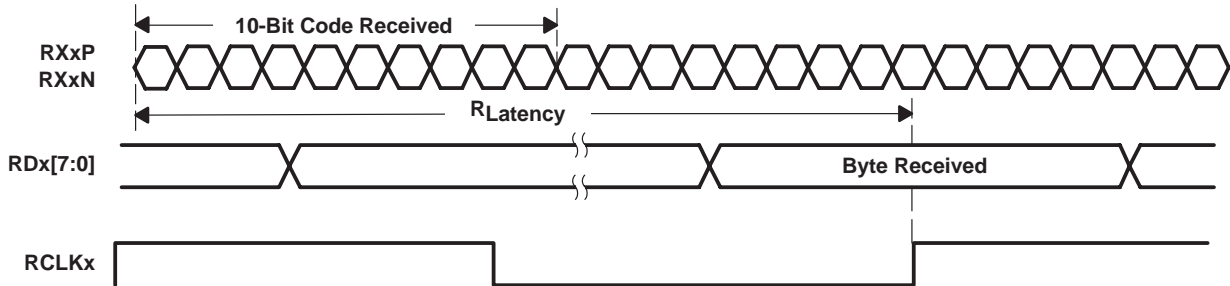 10-Bit Code Received
RXxP
RXxN
RLatency
RDx[7:0]
Byte Received
RCLKx